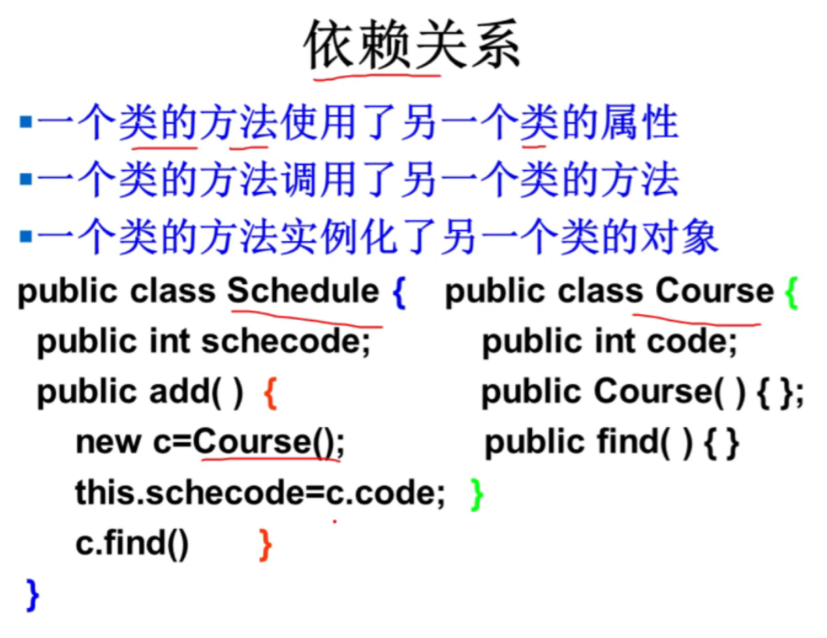 依赖关系
一个类的方法使用了另一个类的属性
一个类的方法调用了另一个类的方法
一个类的方法实例化了另一个类的对象
public class Schedule {
public int schecode;
public add( ) {
new c=Course();
this.schecode=c.code;
c.find() }
}
public class Course {
public int code;
public Course( ) { };
public find( ) { }
}